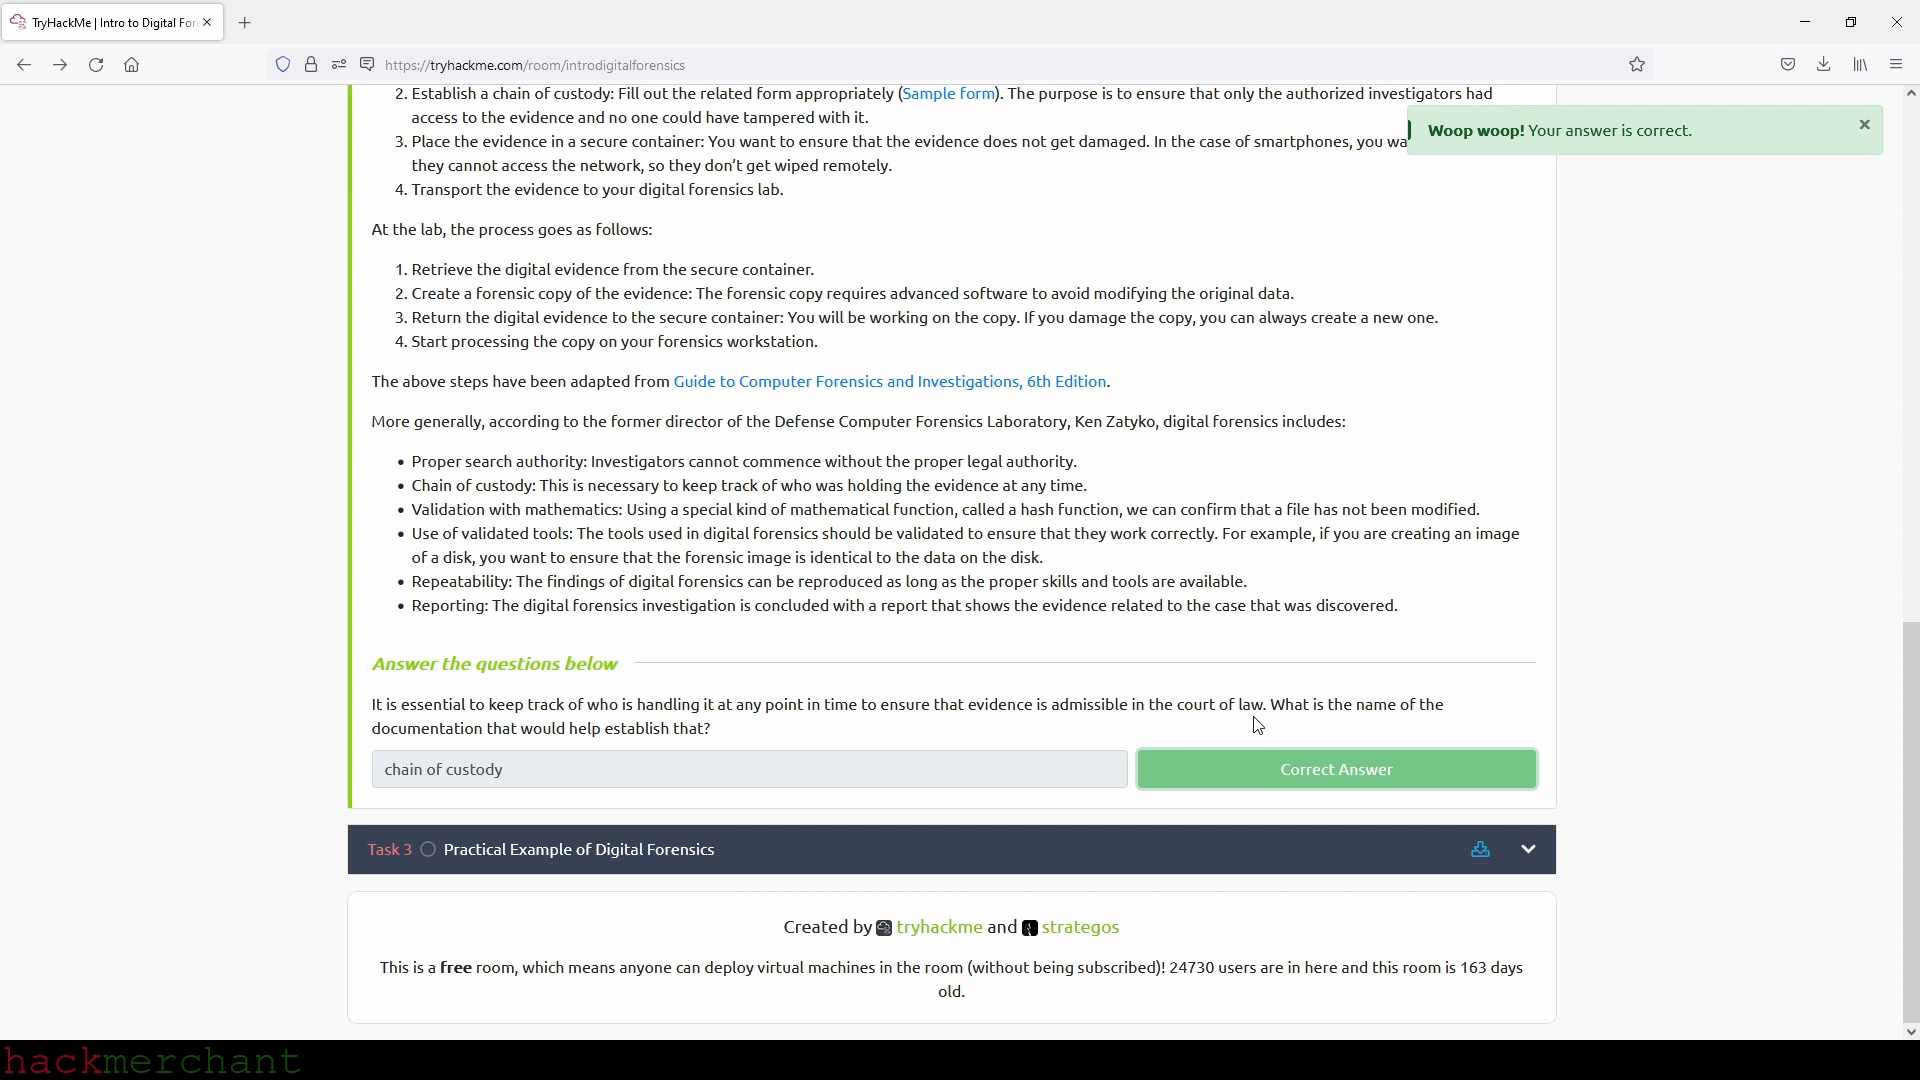 TryHackMe | Intro to Digital For
https://tryhackme.com/room/introdigitalforensics
2. Establish a chain of custody: Fill out the related form appropriately (Sample form). The purpose is to ensure that only the authorized investigators had
access to the evidence and no one could have tampered with it.
Woop woop! Your answer is correct.
3. Place the evidence in a secure container: You want to ensure that the evidence does not get damaged. In the case of smartphones, you wa
they cannot access the network, so they don't get wiped remotely.
4. Transport the evidence to your digital forensics lab.
At the lab, the process goes as follows:
1. Retrieve the digital evidence from the secure container.
2. Create a forensic copy of the evidence: The forensic copy requires advanced software to avoid modifying the original data.
3. Return the digital evidence to the secure container: You will be working on the copy. If you damage the copy, you can always create a new one.
4. Start processing the copy on your forensics workstation.
The above steps have been adapted from Guide to Computer Forensics and Investigations, 6th Edition.
More generally, according to the former director of the Defense Computer Forensics Laboratory, Ken Zatyko, digital forensics includes:
• Proper search authority: Investigators cannot commence without the proper legal authority.
• Chain of custody: This is necessary to keep track of who was holding the evidence at any time.
• Validation with mathematics: Using a special kind of mathematical function, called a hash function, we can confirm that a file has not been modified.
• Use of validated tools: The tools used in digital forensics should be validated to ensure that they work correctly. For example, if you are creating an image
of a disk, you want to ensure that the forensic image is identical to the data on the disk.
• Repeatability: The findings of digital forensics can be reproduced as long as the proper skills and tools are available.
• Reporting: The digital forensics investigation is concluded with a report that shows the evidence related to the case that was discovered.
Answer the questions below
It is essential to keep track of who is handling it at any point in time to ensure that evidence is admissible in the court of law. What is the name of the
documentation that would help establish that?
chain of custody
Correct Answer
Task 3 Practical Example of Digital Forensics
Created by tryhackme and strategos
This is a free room, which means anyone can deploy virtual machines in the room (without being subscribed)! 24730 users are in here and this room is 163 days
old.
hackmerchant